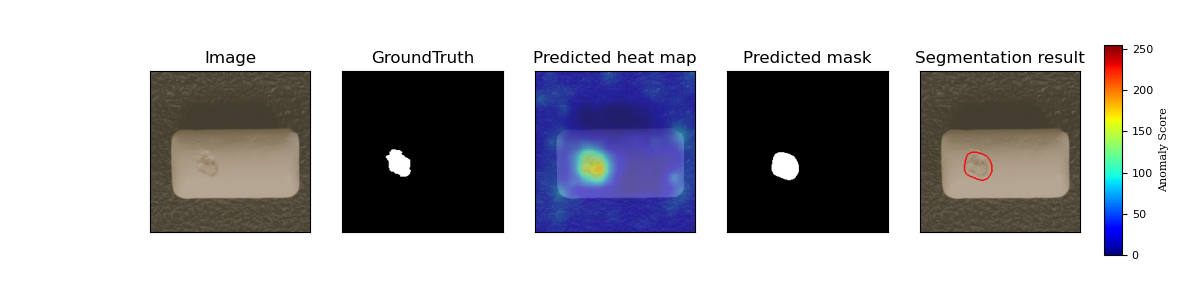 Image
GroundTruth
Predicted heat map
Predicted mask
Segmentation result
250
200
150
100
50
0
Anomaly Score